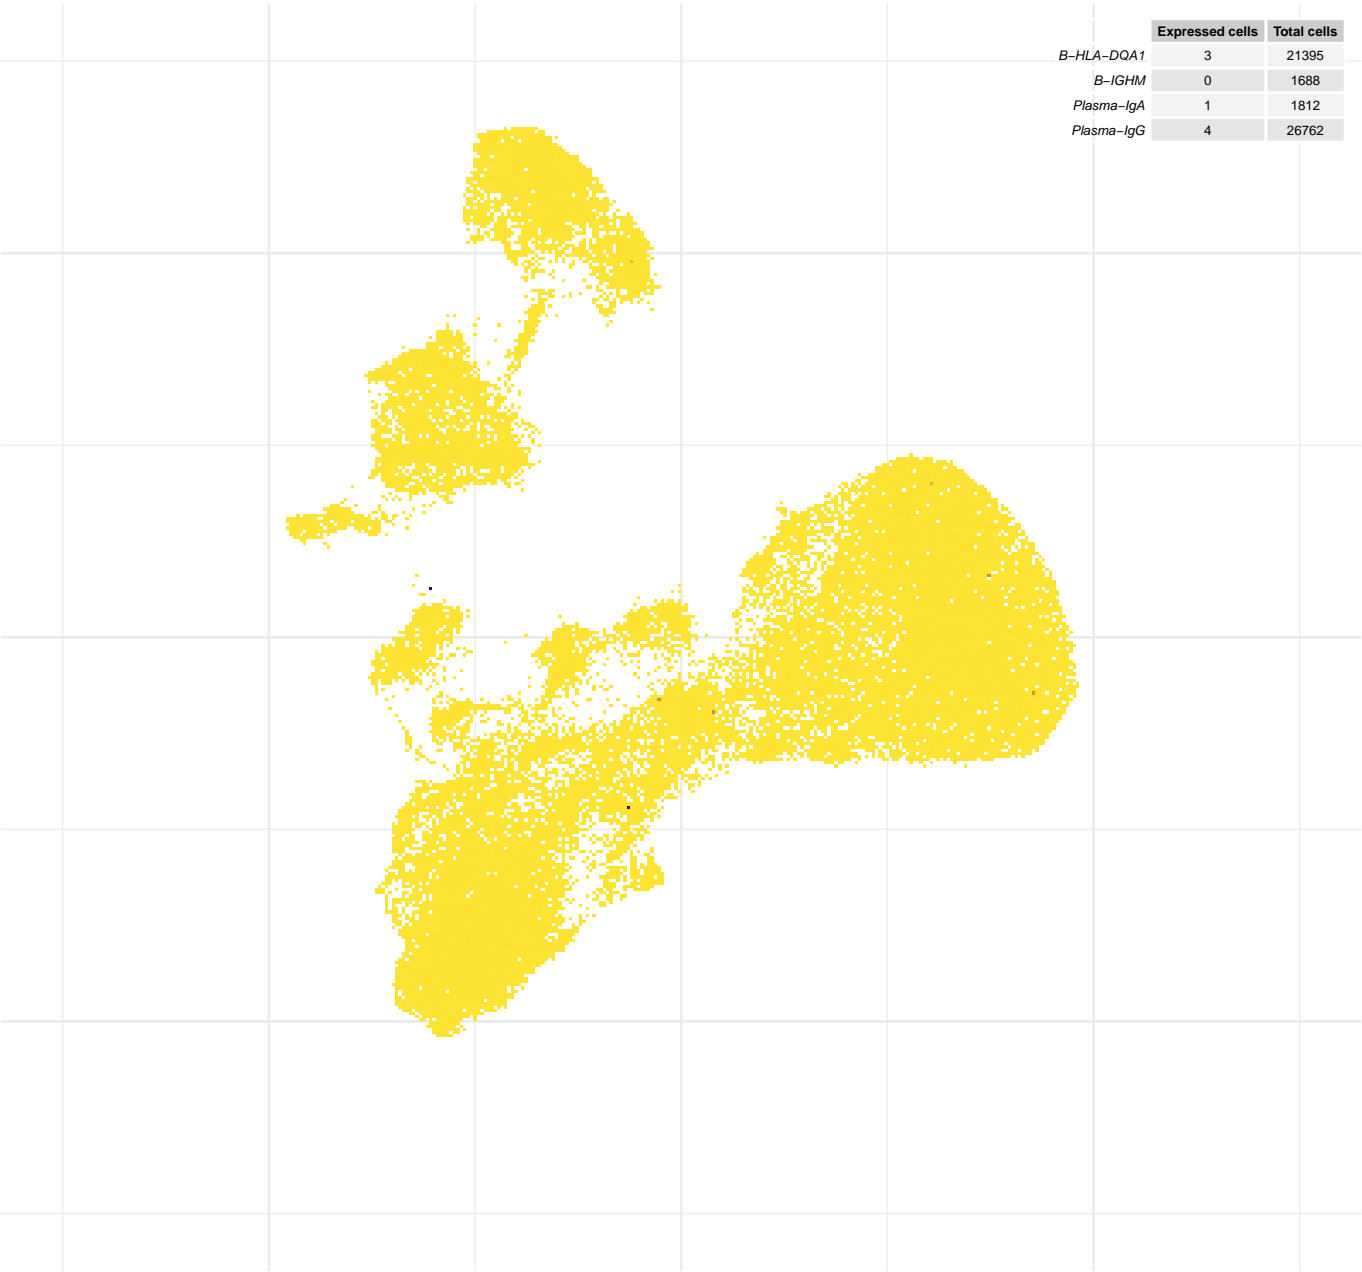 Expressed cells Total cells
B−HLA−DQA1 3 21395
B−IGHM 0 1688
Plasma−IgA 1 1812
Plasma−IgG 4 26762